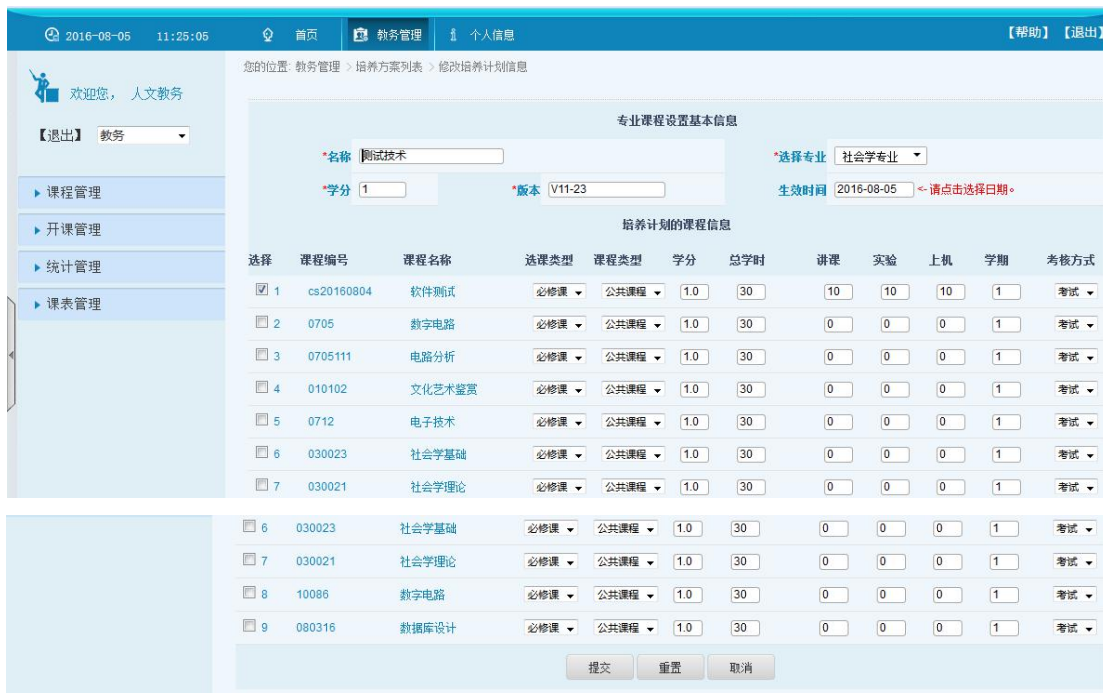 2016-08-05 11:25:05 首页 教务管理 个人信息 【帮助】 【退出】
您的位置: 教务管理 > 培养方案列表 > 修改培养计划信息
欢迎您， 人文教务
【退出】 教务
课程管理
开课管理
统计管理
课表管理
专业课程设置基本信息
*名称 测试技术 *选择专业 社会学专业
*学分 1 *版本 V11-23 生效时间 2016-08-05 <-请点击选择日期。
培养计划的课程信息
选择 课程编号 课程名称 选课类型 课程类型 学分 总学时 讲课 实验 上机 学期 考核方式
1 cs20160804 软件测试 必修课 公共课程 1.0 30 10 10 10 1 考试
2 0705 数字电路 必修课 公共课程 1.0 30 0 0 0 1 考试
3 0705111 电路分析 必修课 公共课程 1.0 30 0 0 0 1 考试
4 010102 文化艺术鉴赏 必修课 公共课程 1.0 30 0 0 0 1 考试
5 0712 电子技术 必修课 公共课程 1.0 30 0 0 0 1 考试
6 030023 社会学基础 必修课 公共课程 1.0 30 0 0 0 1 考试
7 030021 社会学理论 必修课 公共课程 1.0 30 0 0 0 1 考试
6 030023 社会学基础 必修课 公共课程 1.0 30 0 0 0 1 考试
7 030021 社会学理论 必修课 公共课程 1.0 30 0 0 0 1 考试
8 10086 数字电路 必修课 公共课程 1.0 30 0 0 0 1 考试
9 080316 数据库设计 必修课 公共课程 1.0 30 0 0 0 1 考试
提交 重置 取消